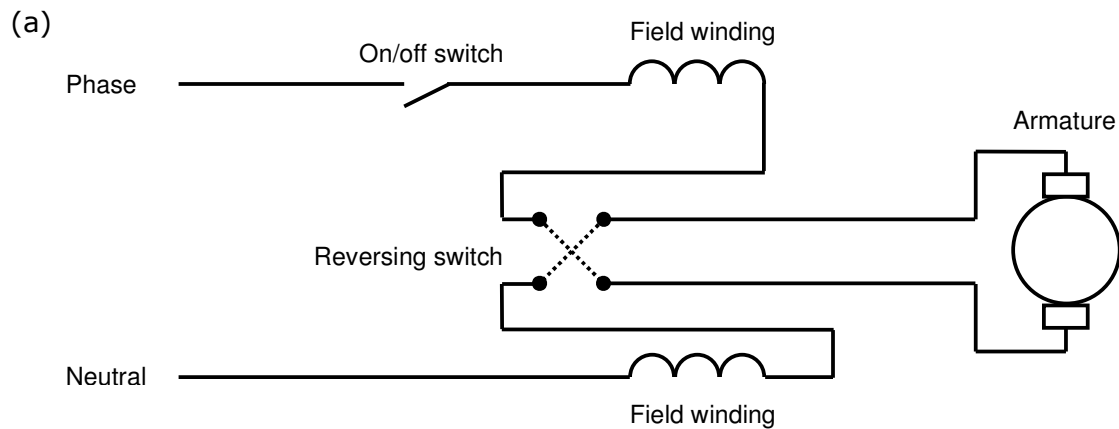 (a)
Field winding
On/off switch
Phase
Armature
Reversing switch
Neutral
Field winding